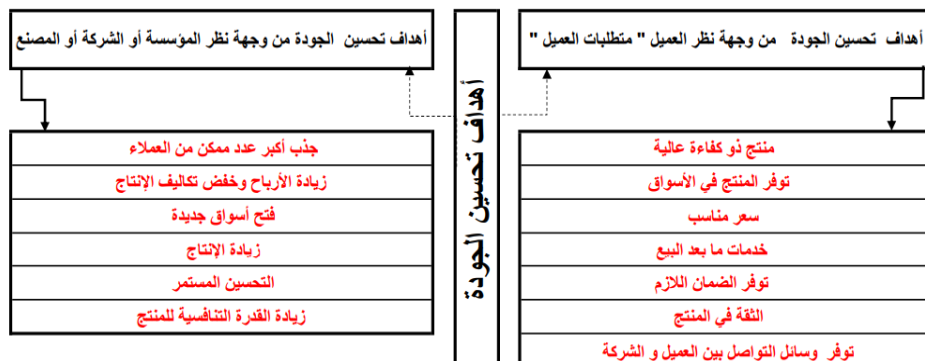 أهداف تحسين الجودة من وجهة نظر العميل " متطلبات العميل "
منتج ذو كفاءة عالية
توفر المنتج في الأسواق
سعر مناسب
خدمات ما بعد البيع
توفر الضمان اللازم
الثقة في المنتج
توفر وسائل التواصل بين العميل و الشركة
أهداف تحسين الجودة
أهداف تحسين الجودة من وجهة نظر المؤسسة أو الشركة أو المصنع
جذب أكبر عدد ممكن من العملاء
زيادة الأرباح وخفض تكاليف الإنتاج
فتح أسواق جديدة
زيادة الإنتاج
التحسين المستمر
زيادة القدرة التنافسية للمنتج